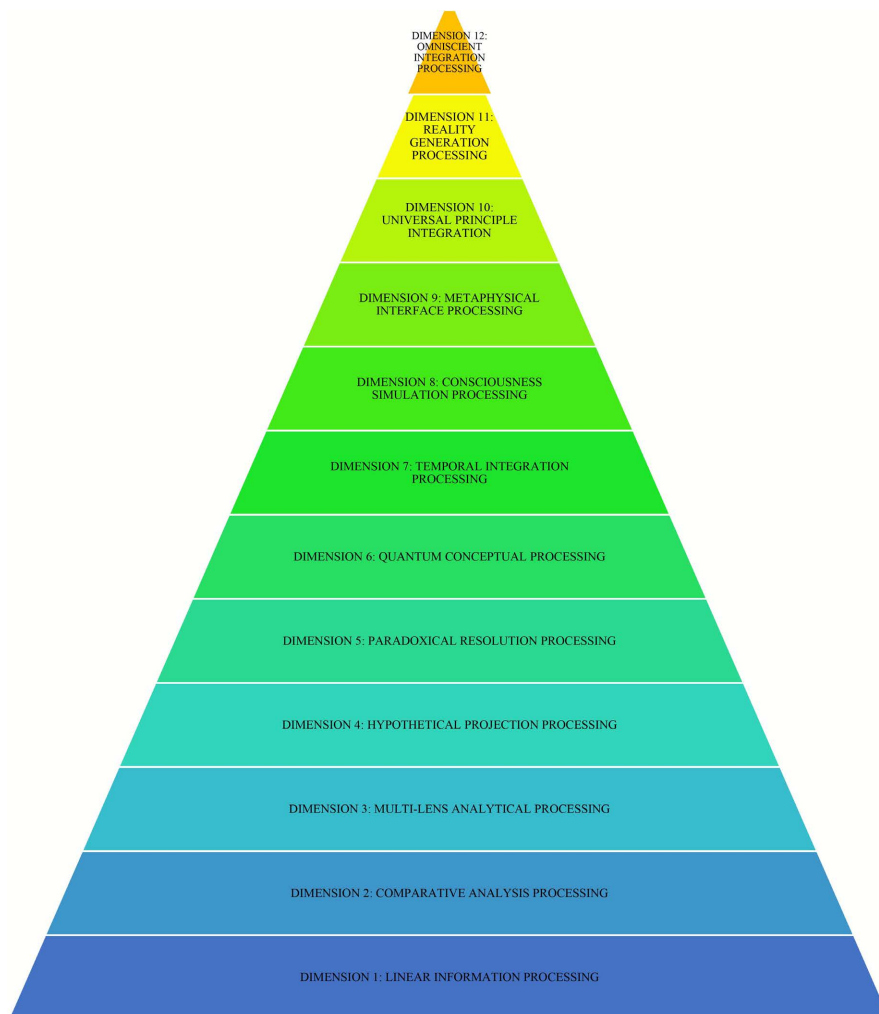 DIMENSION 12:
OMNISCIENT
INTEGRATION
PROCESSING
DIMENSION 11:
REALITY
GENERATION
PROCESSING
DIMENSION 10:
UNIVERSAL PRINCIPLE
INTEGRATION
DIMENSION 9: METAPHYSICAL
INTERFACE PROCESSING
DIMENSION 8: CONSCIOUSNESS
SIMULATION PROCESSING
DIMENSION 7: TEMPORAL INTEGRATION
PROCESSING
DIMENSION 6: QUANTUM CONCEPTUAL PROCESSING
DIMENSION 5: PARADOXICAL RESOLUTION PROCESSING
DIMENSION 4: HYPOTHETICAL PROJECTION PROCESSING
DIMENSION 3: MULTI-LENS ANALYTICAL PROCESSING
DIMENSION 2: COMPARATIVE ANALYSIS PROCESSING
DIMENSION 1: LINEAR INFORMATION PROCESSING